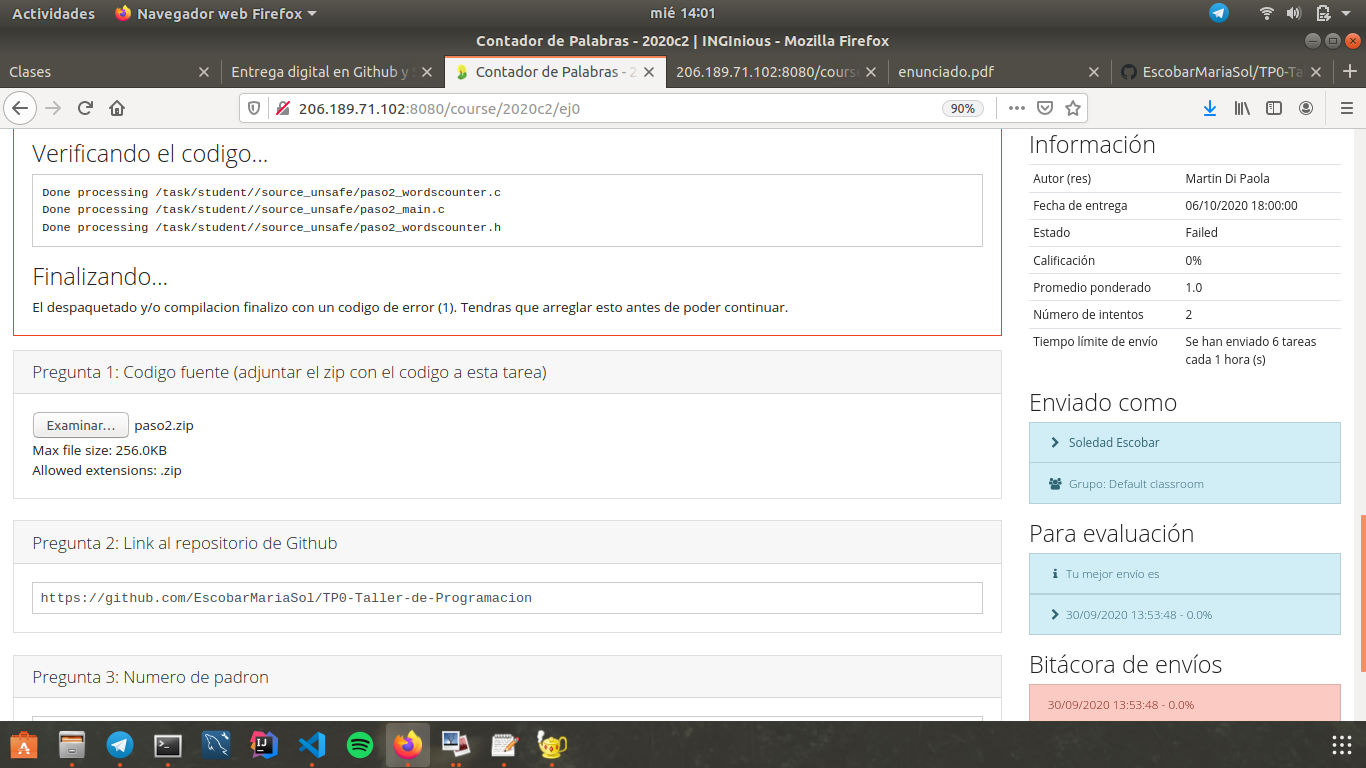 Actividades
Navegador web Firefox
mié 14:01
Contador de Palabras - 2020c2 | INGInious - Mozilla Firefox
Clases
Entrega digital en Github y
Contador de Palabras - 2
206.189.71.102:8080/cours
enunciado.pdf
EscobarMariaSol/TP0-Ta
206.189.71.102:8080/course/2020c2/ej0
90%
Verificando el codigo...
Done processing /task/student//source_unsafe/paso2_wordscounter.c
Done processing /task/student//source_unsafe/paso2_main.c
Done processing /task/student//source_unsafe/paso2_wordscounter.h
Finalizando...
El despaquetado y/o compilacion finalizo con un codigo de error (1). Tendras que arreglar esto antes de poder continuar.
Pregunta 1: Codigo fuente (adjuntar el zip con el codigo a esta tarea)
Examinar... paso2.zip
Max file size: 256.0KB
Allowed extensions: .zip
Pregunta 2: Link al repositorio de Github
https://github.com/EscobarMariaSol/TP0-Taller-de-Programacion
Pregunta 3: Numero de padron
Información
Autor (res) Martin Di Paola
Fecha de entrega 06/10/2020 18:00:00
Estado Failed
Calificación 0%
Promedio ponderado 1.0
Número de intentos 2
Tiempo límite de envío Se han enviado 6 tareas
cada 1 hora (s)
Enviado como
Soledad Escobar
Grupo: Default classroom
Para evaluación
Tu mejor envío es
30/09/2020 13:53:48 - 0.0%
Bitácora de envíos
30/09/2020 13:53:48 - 0.0%